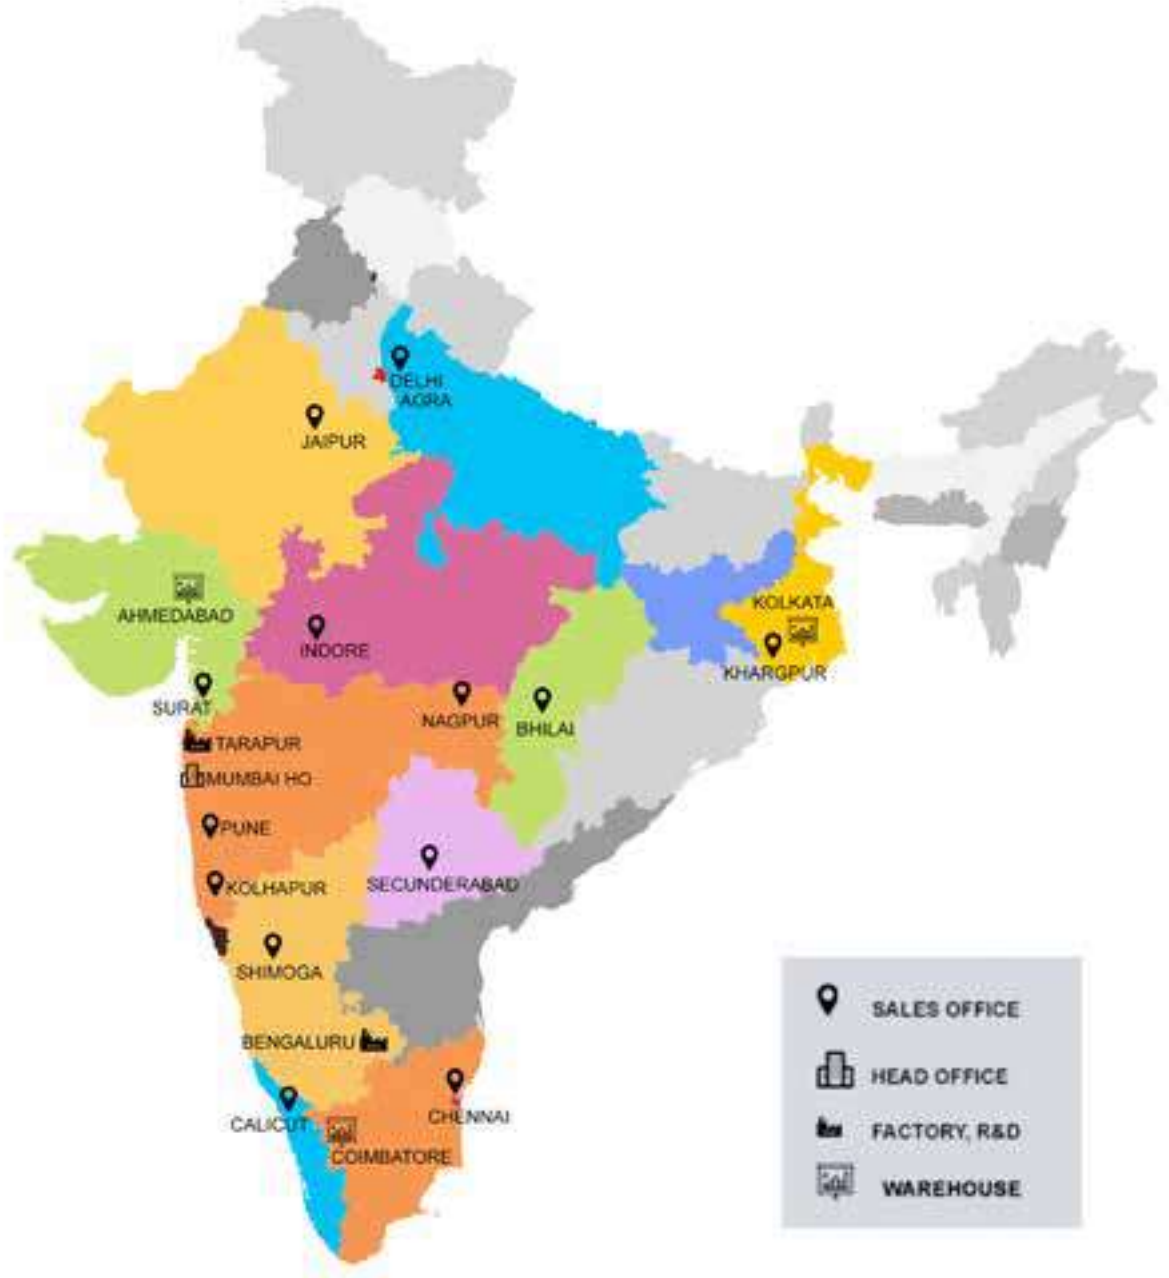 DELHI
AGRA
JAIPUR
AHMEDABAD
KOLKATA
INDORE
KHARGPUR
SURAT
NAGPUR
BHILAI
TARAPUR
MUMBAI HO
PUNE
KOLHAPUR
SECUNDERABAD
SHIMOGA
BENGALURU
CALICUT
CHENNAI
COIMBATORE
SALES OFFICE
HEAD OFFICE
FACTORY, R&D
WAREHOUSE